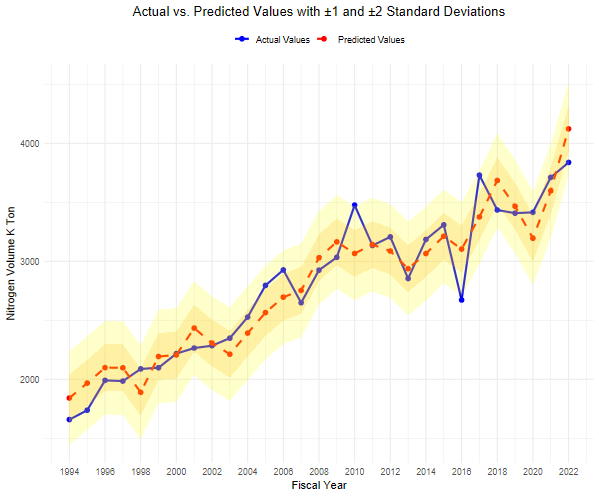 Actual vs. Predicted Values with ±1 and ±2 Standard Deviations
Actual Values Predicted Values
Nitrogen Volume K Ton
4000
3000
2000
1994 1996 1998 2000 2002 2004 2006 2008 2010 2012 2014 2016 2018 2020 2022
Fiscal Year